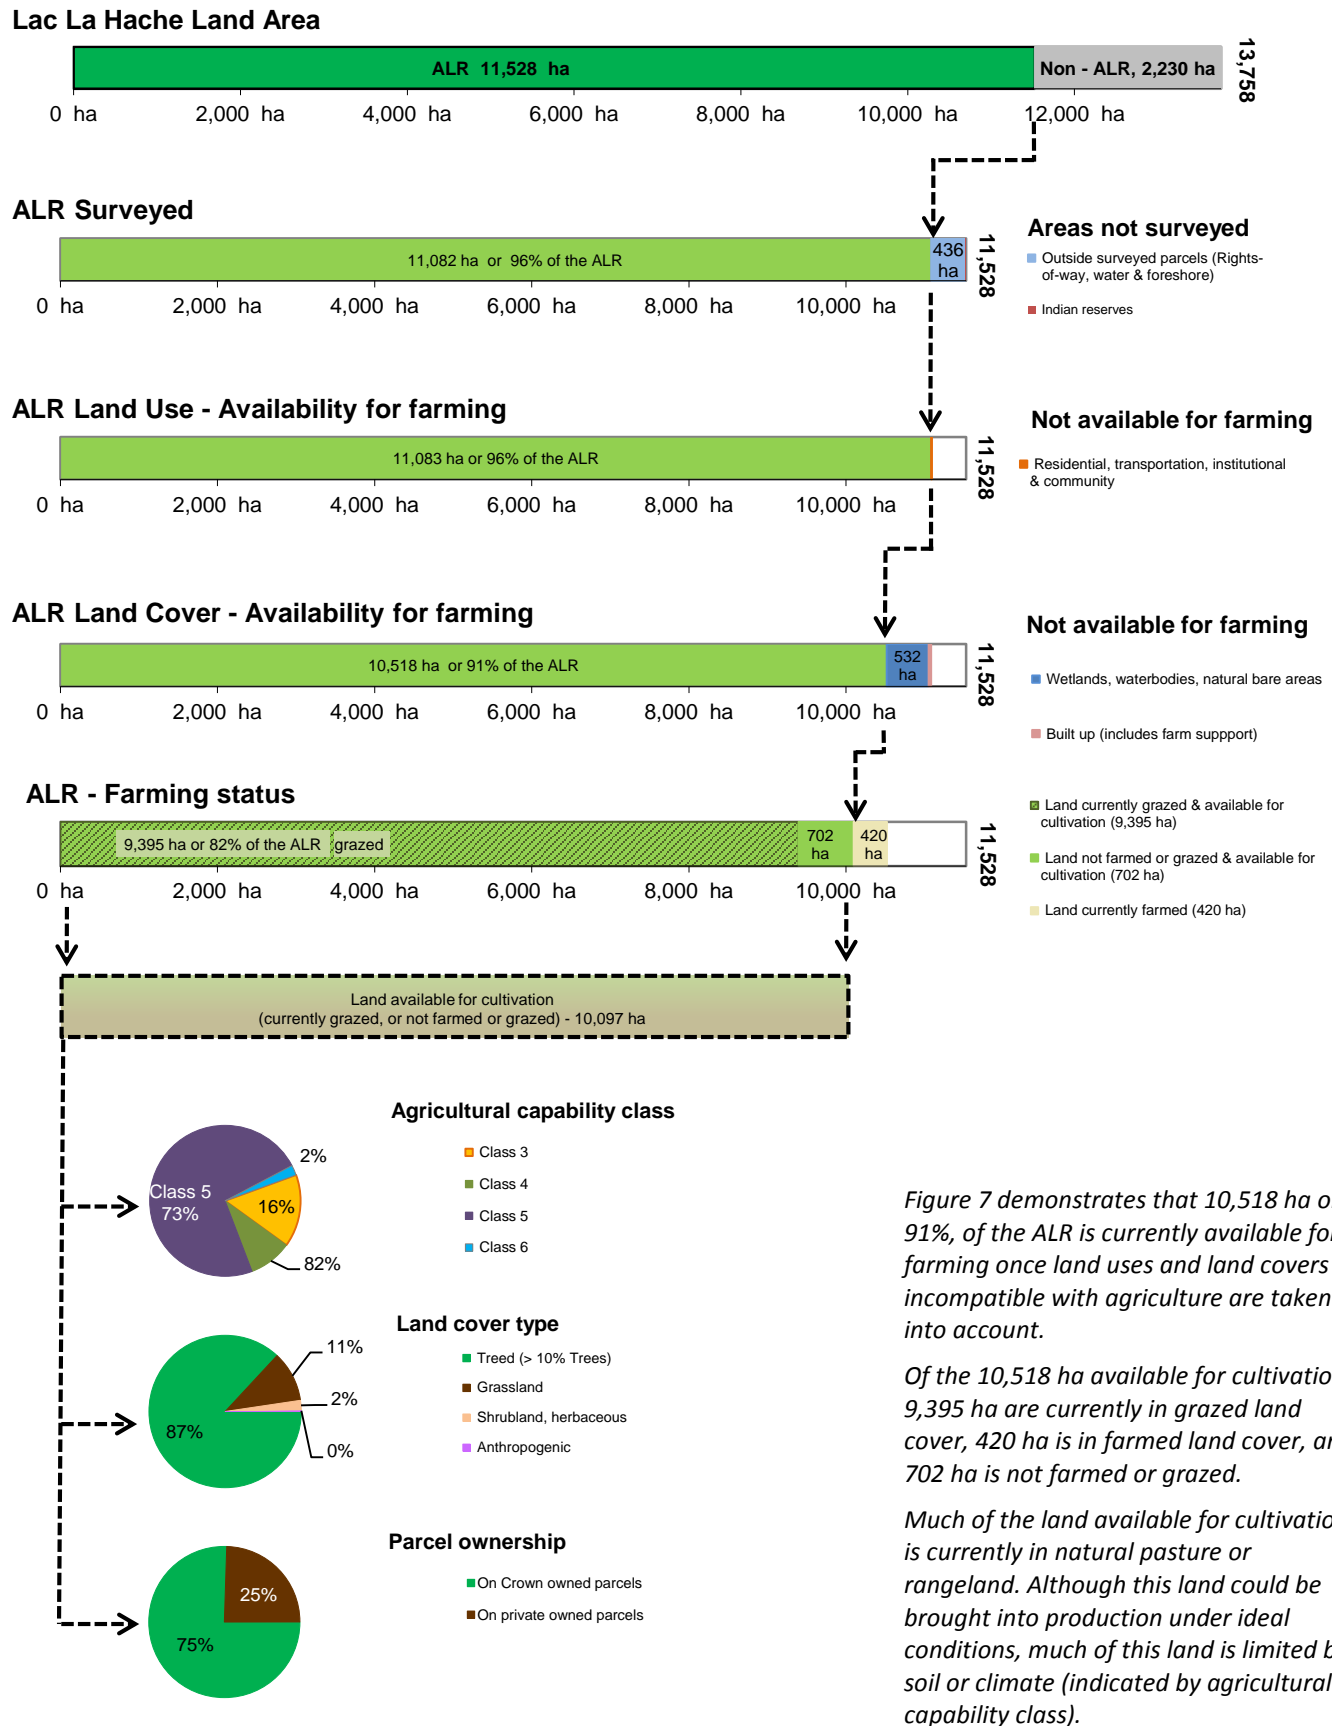 Lac La Hache Land Area
ALR 11,528 ha
Non - ALR, 2,230 ha
13,758
0 ha
2,000 ha
4,000 ha
6,000 ha
8,000 ha
10,000 ha
12,000 ha
ALR Surveyed
11,082 ha or 96% of the ALR
436
ha
11,528
0 ha
2,000 ha
4,000 ha
6,000 ha
8,000 ha
10,000 ha
Areas not surveyed
Outside surveyed parcels (Rights-
of-way, water & foreshore)
Indian reserves
ALR Land Use - Availability for farming
11,083 ha or 96% of the ALR
11,528
0 ha
2,000 ha
4,000 ha
6,000 ha
8,000 ha
10,000 ha
Not available for farming
Residential, transportation, institutional
& community
ALR Land Cover - Availability for farming
10,518 ha or 91% of the ALR
532
ha
11,528
0 ha
2,000 ha
4,000 ha
6,000 ha
8,000 ha
10,000 ha
Not available for farming
Wetlands, waterbodies, natural bare areas
Built up (includes farm suppport)
ALR - Farming status
9,395 ha or 82% of the ALR grazed
702
ha
420
ha
11,528
0 ha
2,000 ha
4,000 ha
6,000 ha
8,000 ha
10,000 ha
Land currently grazed & available for
cultivation (9,395 ha)
Land not farmed or grazed & available for
cultivation (702 ha)
Land currently farmed (420 ha)
Land available for cultivation
(currently grazed, or not farmed or grazed) - 10,097 ha
Agricultural capability class
Class 5
73%
2%
16%
82%
Class 3
Class 4
Class 5
Class 6
Land cover type
11%
2%
0%
87%
Treed (> 10% Trees)
Grassland
Shrubland, herbaceous
Anthropogenic
Parcel ownership
25%
75%
On Crown owned parcels
On private owned parcels
Figure 7 demonstrates that 10,518 ha o
91%, of the ALR is currently available fo
farming once land uses and land covers
incompatible with agriculture are taken
into account.
Of the 10,518 ha available for cultivatio
9,395 ha are currently in grazed land
cover, 420 ha is in farmed land cover, a
702 ha is not farmed or grazed.
Much of the land available for cultivatio
is currently in natural pasture or
rangeland. Although this land could be
brought into production under ideal
conditions, much of this land is limited b
soil or climate (indicated by agricultural
capability class).